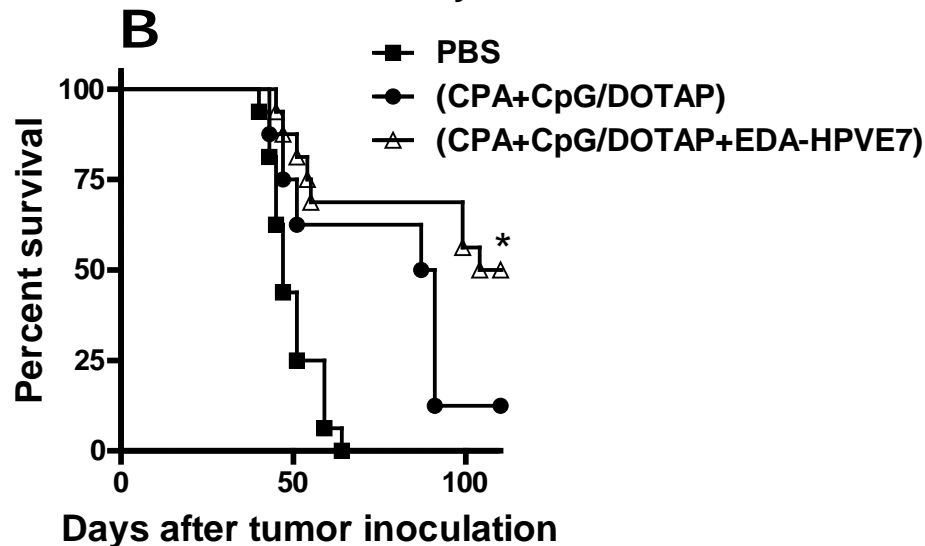 B
PBS
(CPA+CpG/DOTAP)
(CPA+CpG/DOTAP+EDA-HPVE7)
100
75
50
25
0
Percent survival
*
0 50 100
Days after tumor inoculation